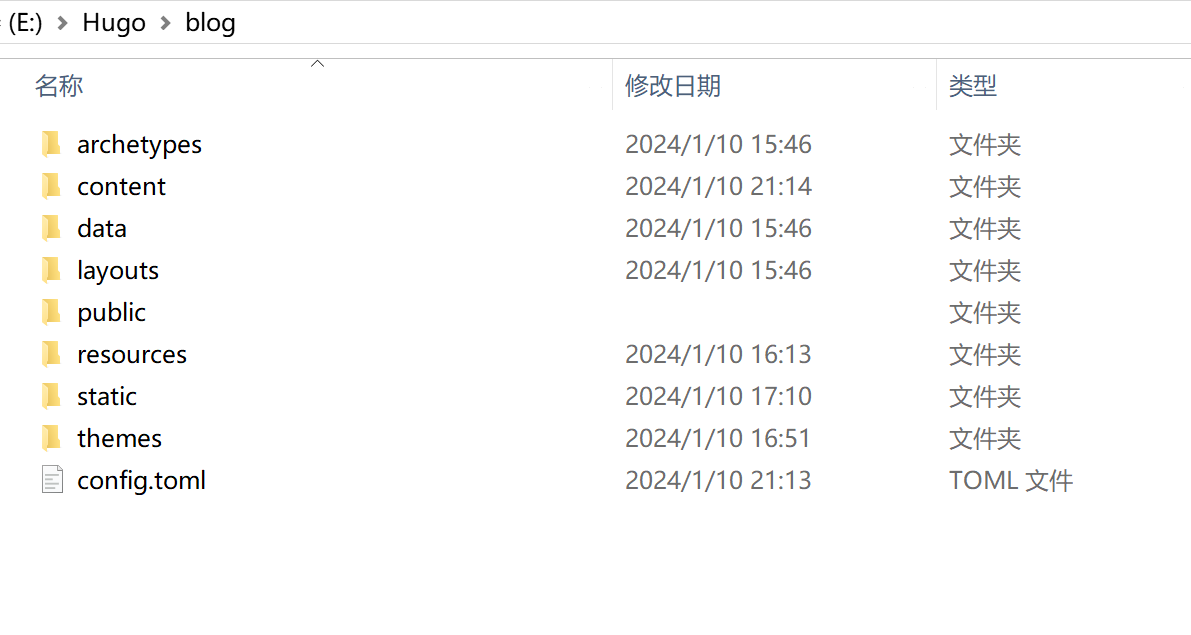 (E:) > Hugo > blog
名称 修改日期 类型
archetypes 2024/1/10 15:46 文件夹
content 2024/1/10 21:14 文件夹
data 2024/1/10 15:46 文件夹
layouts 2024/1/10 15:46 文件夹
public 文件夹
resources 2024/1/10 16:13 文件夹
static 2024/1/10 17:10 文件夹
themes 2024/1/10 16:51 文件夹
config.toml 2024/1/10 21:13 TOML 文件